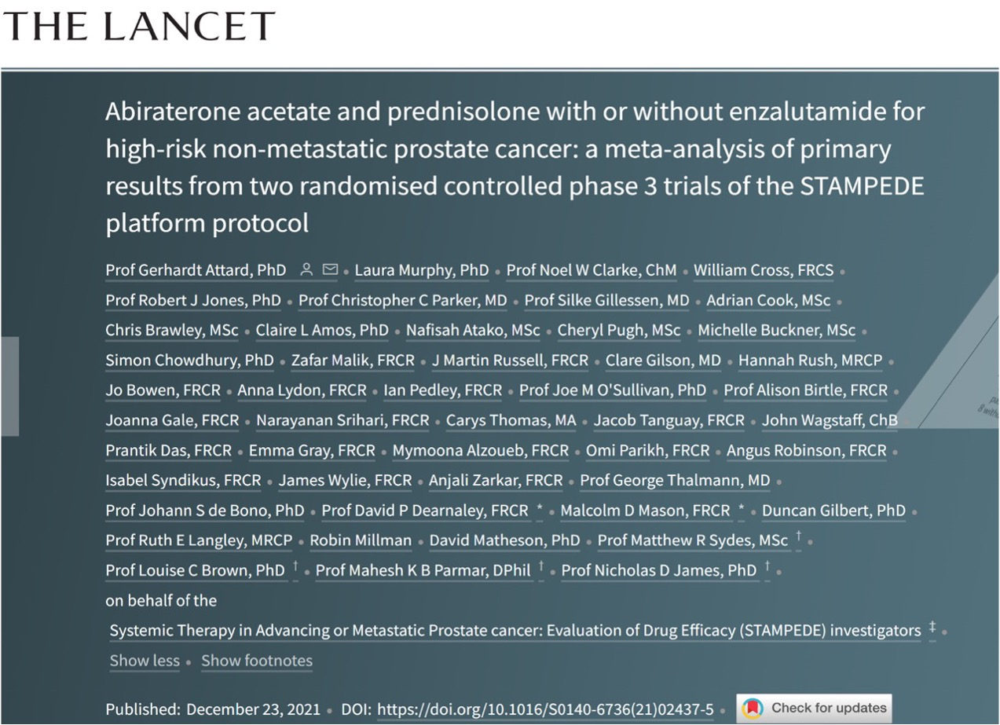 THE LANCET
Abiraterone acetate and prednisolone with or without enzalutamide for
high-risk non-metastatic prostate cancer: a meta-analysis of primary
results from two randomised controlled phase 3 trials of the STAMPEDE
platform protocol
Prof Gerhardt Attard, PhD • Laura Murphy, PhD • Prof Noel W Clarke, ChM • William Cross, FRCS •
Prof Robert J Jones, PhD • Prof Christopher C Parker, MD • Prof Silke Gillessen, MD • Adrian Cook, MSc •
Chris Brawley, MSc • Claire L Amos, PhD • Nafisah Atako, MSc • Cheryl Pugh, MSc • Michelle Buckner, MSc •
Simon Chowdhury, PhD • Zafar Malik, FRCR • J Martin Russell, FRCR • Clare Gilson, MD • Hannah Rush, MRCP •
Jo Bowen, FRCR • Anna Lydon, FRCR • Ian Pedley, FRCR • Prof Joe M O'Sullivan, PhD • Prof Alison Birtle, FRCR •
Joanna Gale, FRCR • Narayanan Srihari, FRCR • Carys Thomas, MA • Jacob Tanguay, FRCR • John Wagstaff, ChB •
Prantik Das, FRCR • Emma Gray, FRCR • Mymoona Alzoueb, FRCR • Omi Parikh, FRCR • Angus Robinson, FRCR •
Isabel Syndikus, FRCR • James Wylie, FRCR • Anjali Zarkar, FRCR • Prof George Thalmann, MD •
Prof Johann S de Bono, PhD • Prof David P Dearnaley, FRCR * • Malcolm D Mason, FRCR * • Duncan Gilbert, PhD •
Prof Ruth E Langley, MRCP • Robin Millman • David Matheson, PhD • Prof Matthew R Sydes, MSc † •
Prof Louise C Brown, PhD † • Prof Mahesh K B Parmar, DPhil † • Prof Nicholas D James, PhD † •
on behalf of the
Systemic Therapy in Advancing or Metastatic Prostate cancer: Evaluation of Drug Efficacy (STAMPEDE) investigators ‡ •
Show less • Show footnotes
Published: December 23, 2021 • DOI: https://doi.org/10.1016/S0140-6736(21)02437-5 • Check for updates